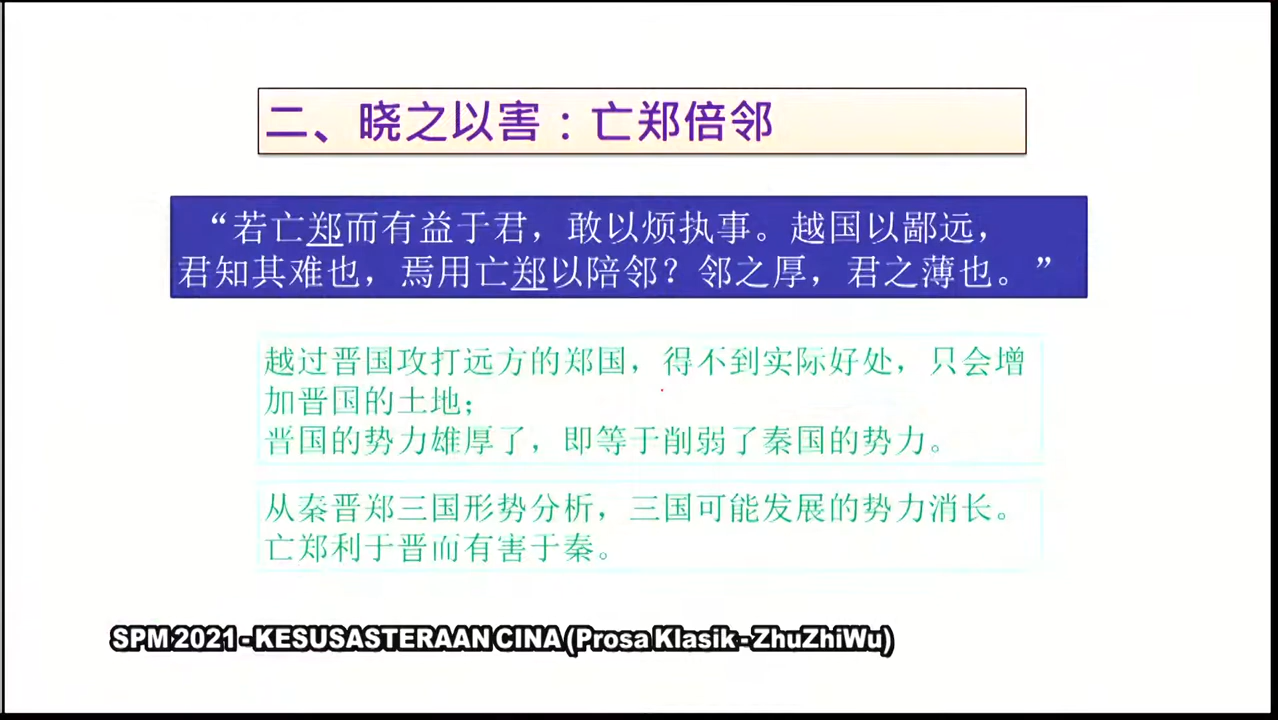 二、晓之以害：亡郑倍邻
“若亡郑而有益于君，敢以烦执事。越国以鄙远，
君知其难也，焉用亡郑以陪邻？邻之厚，君之薄也。”
越过晋国攻打远方的郑国，得不到实际好处，只会增
加晋国的土地；
晋国的势力雄厚了，即等于削弱了秦国的势力。
从秦晋郑三国形势分析，三国可能发展的势力消长。
亡郑利于晋而有害于秦。
SPM 2021 - KESUSASTERAAN CINA (Prosa Klasik - ZhuZhiWu)